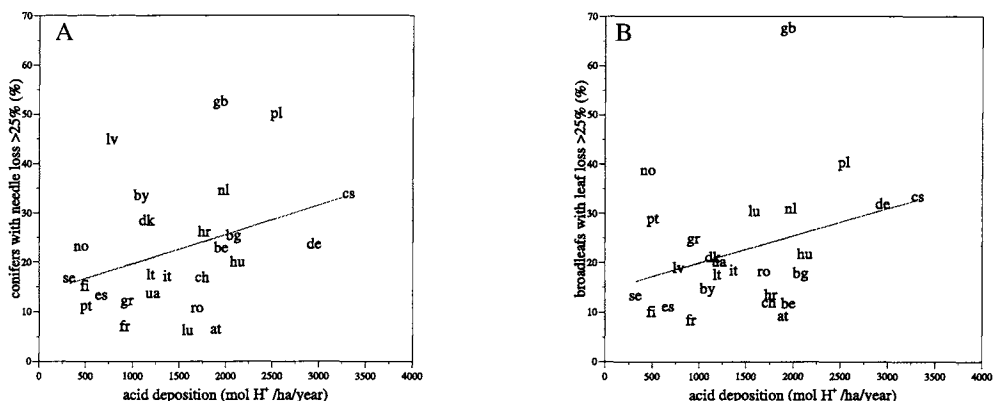 A
conifers with needle loss >25% (%)
70
60
50
40
30
20
10
0
gb
pl
lv
by
nl
cs
dk
no
hr
bg
be
de
hu
se
fi
lt
it
ch
es
ua
pt
gr
ro
fr
lu
at
0 500 1000 1500 2000 2500 3000 3500 4000
acid deposition (mol H⁺ /ha/year)
B
broadleafs with leaf loss >25% (%)
70
60
50
40
30
20
10
0
gb
no
pl
pt
lu
nl
de
cs
gr
dk
ua
hu
lv
lt
it
ro
bg
by
se
hr
ch
be
fi
es
fr
at
0 500 1000 1500 2000 2500 3000 3500 4000
acid deposition (mol H⁺ /ha/year)